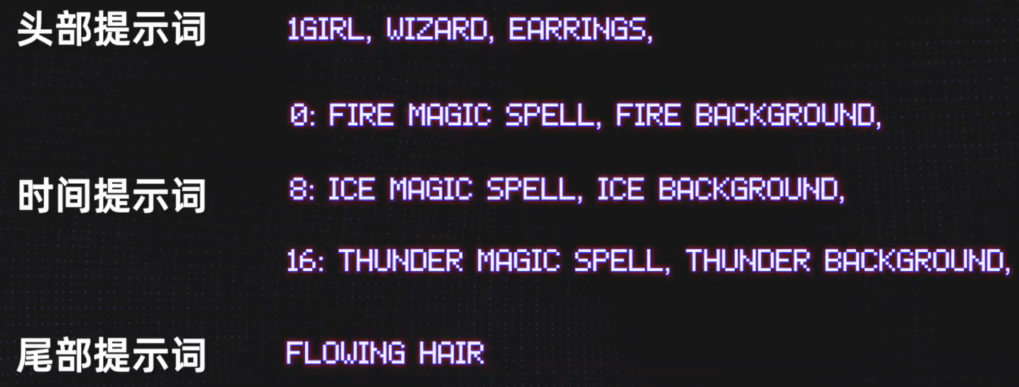 头部提示词 1GIRL, WIZARD, EARRINGS,
0: FIRE MAGIC SPELL, FIRE BACKGROUND,
时间提示词 8: ICE MAGIC SPELL, ICE BACKGROUND,
16: THUNDER MAGIC SPELL, THUNDER BACKGROUND,
尾部提示词 FLOWING HAIR